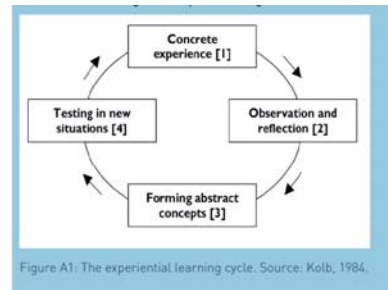 Concrete
experience [1]
Testing in new
situations [4]
Observation and
reflection [2]
Forming abstract
concepts [3]
Figure A1: The experiential learning cycle. Source: Kolb, 1984.